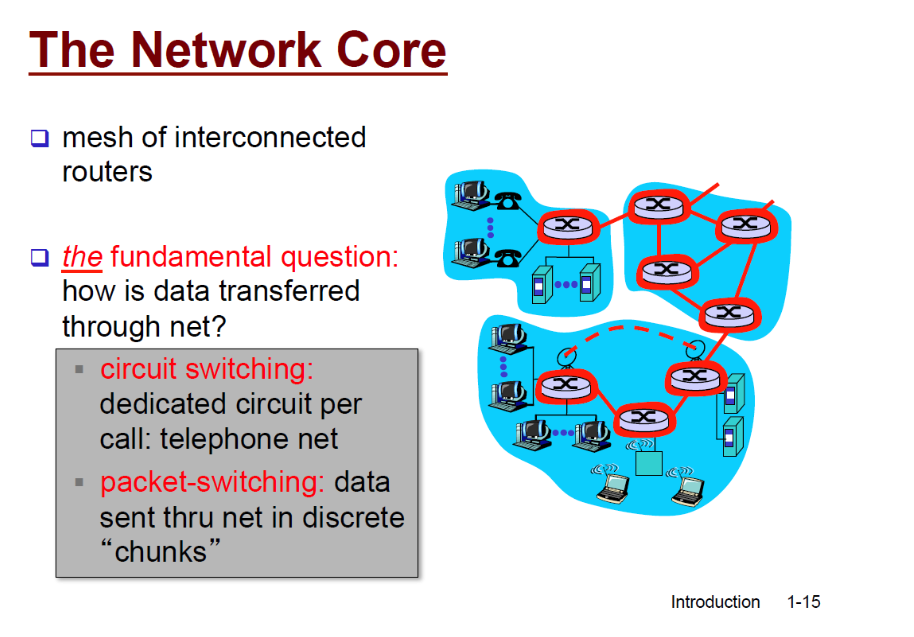 The Network Core
mesh of interconnected
routers
the fundamental question:
how is data transferred
through net?
circuit switching:
dedicated circuit per
call: telephone net
packet-switching: data
sent thru net in discrete
“chunks”
Introduction 1-15